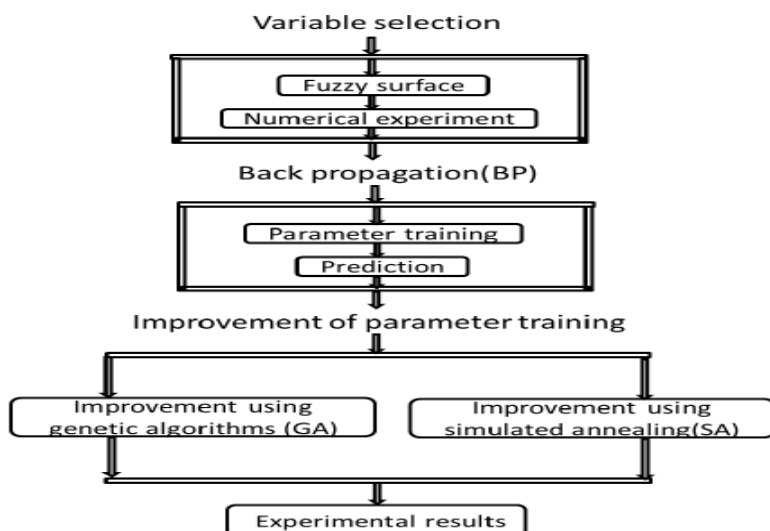 Variable selection
Fuzzy surface
Numerical experiment
Back propagation(BP)
Parameter training
Prediction
Improvement of parameter training
Improvement using
genetic algorithms (GA)
Improvement using
simulated annealing(SA)
Experimental results